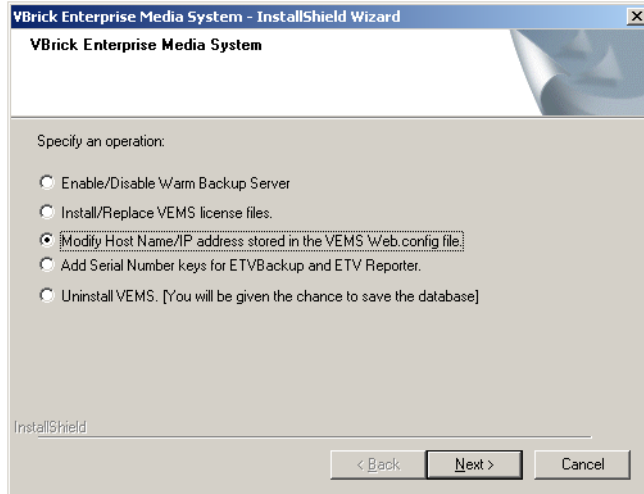 VBrick Enterprise Media System - InstallShield Wizard
VBrick Enterprise Media System
Specify an operation:
Enable/Disable Warm Backup Server
Install/Replace VEMS license files.
Modify Host Name/IP address stored in the VEMS Web.config file.
Add Serial Number keys for ETVBackup and ETV Reporter.
Uninstall VEMS. [You will be given the chance to save the database]
InstallShield
< Back Next > Cancel